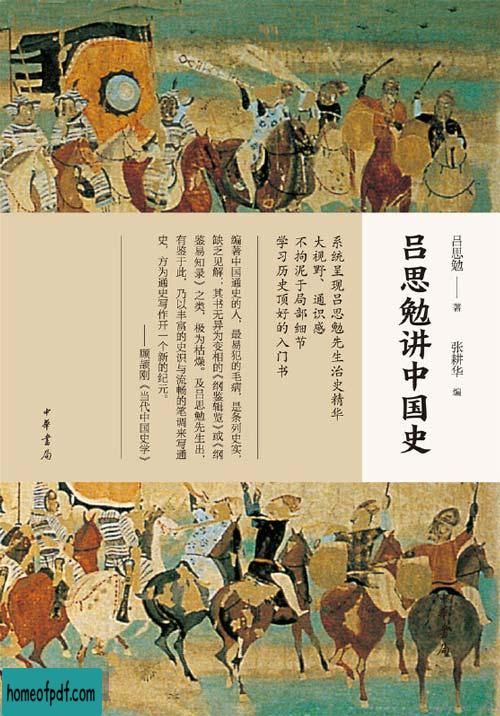 吕思勉讲中国史
吕思勉——著
张耕华 编
系统呈现吕思勉先生治史精华
大视野、通识感
不拘泥于局部细节
学习历史顶好的入门书
编著中国通史的人，最易犯的毛病，是条列史实，
缺乏见解；其书无异为变相的《纲鉴辑览》或《纲
鉴易知录》之类，极为枯燥。及吕思勉先生出，
有鉴于此，乃以丰富的史识与流畅的笔调来写通
史，方为通史写作开一个新的纪元。
——顾颉刚《当代中国史学》
中华书局
中华书局
homeofpdf.com